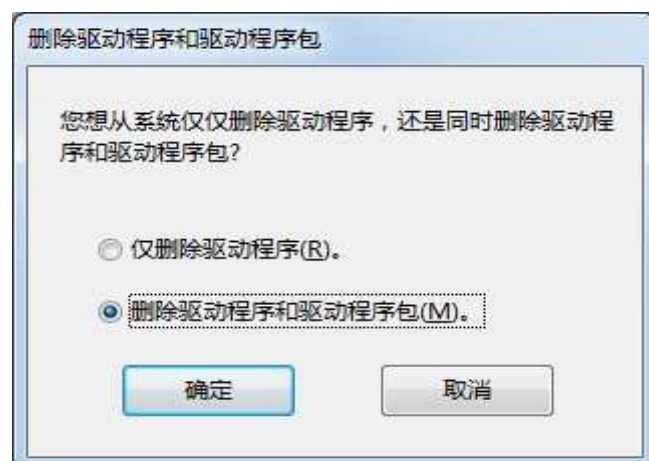 删除驱动程序和驱动程序包
您想从系统仅仅删除驱动程序，还是同时删除驱动程
序和驱动程序包?
仅删除驱动程序(R)。
删除驱动程序和驱动程序包(M)。
确定 取消